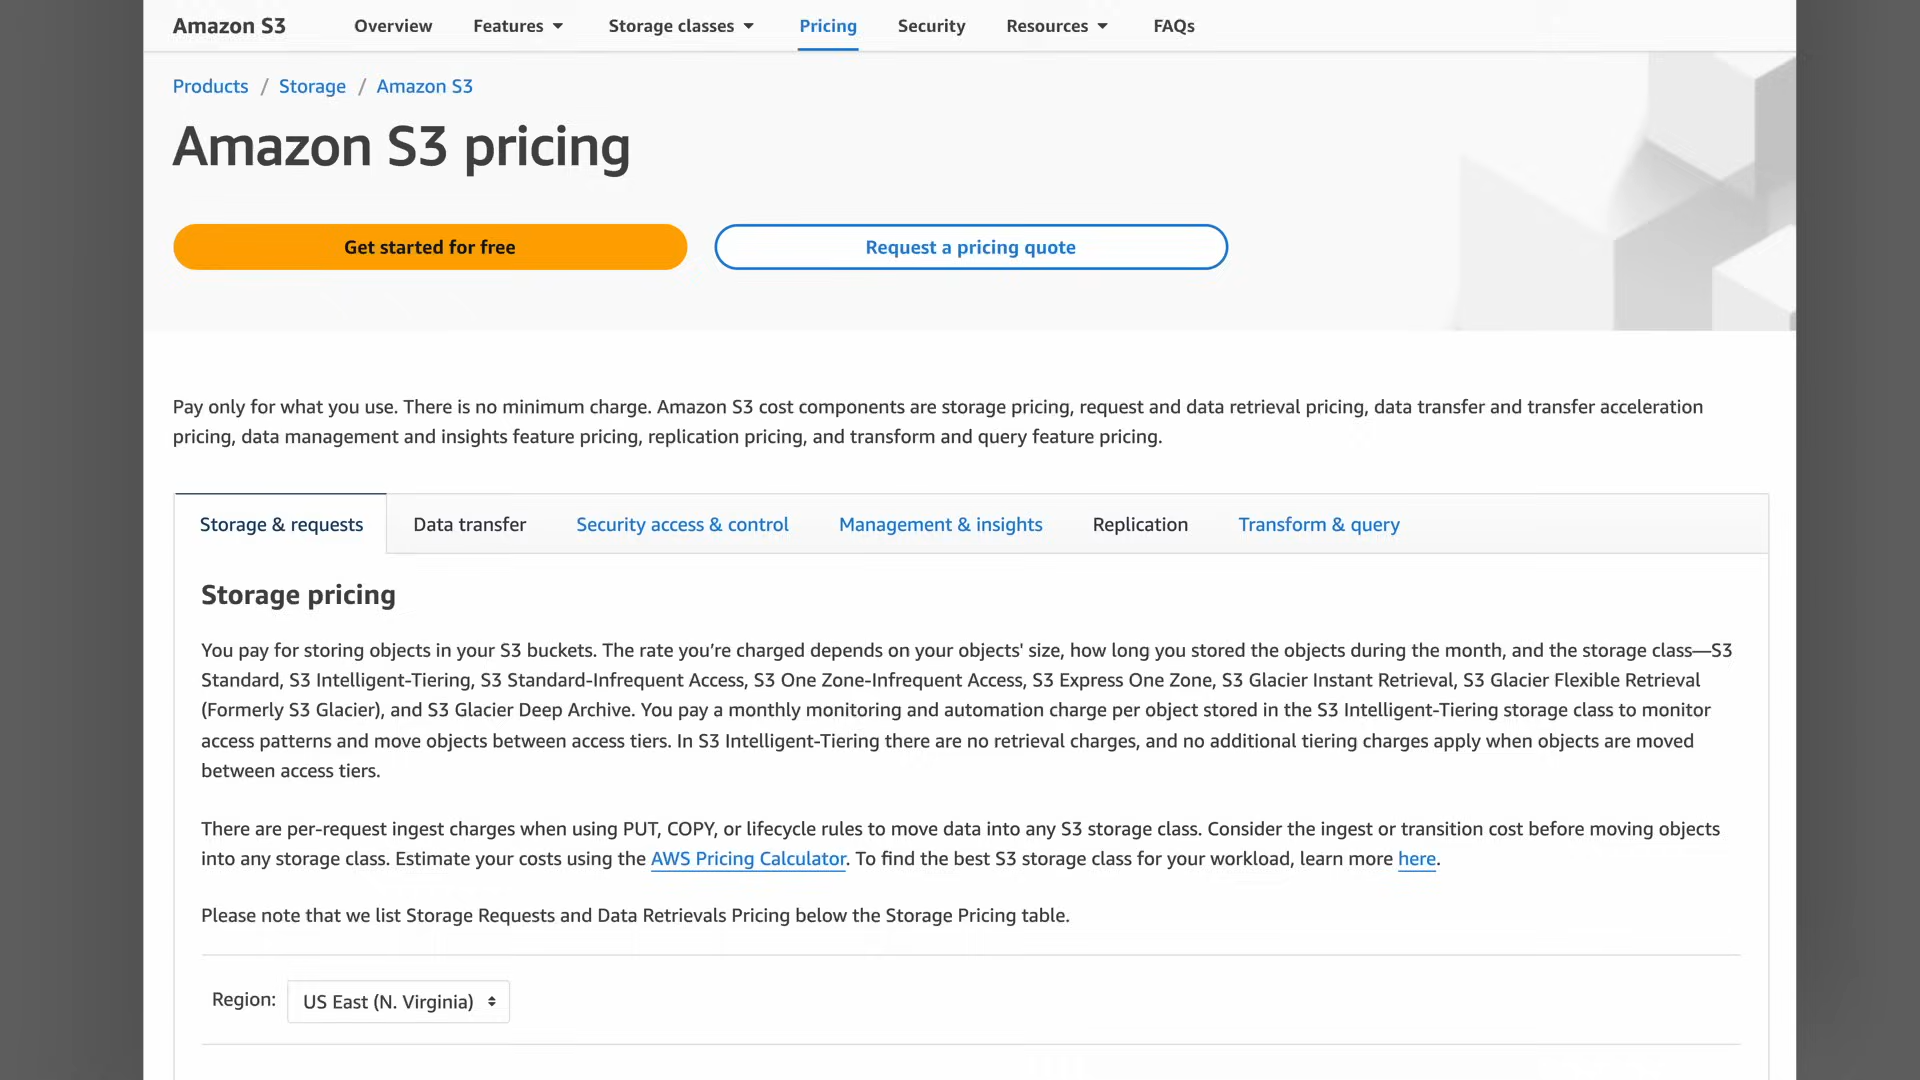 Amazon S3 Overview Features Storage classes Pricing Security Resources FAQs
Products / Storage / Amazon S3
Amazon S3 pricing
Get started for free Request a pricing quote
Pay only for what you use. There is no minimum charge. Amazon S3 cost components are storage pricing, request and data retrieval pricing, data transfer and transfer acceleration
pricing, data management and insights feature pricing, replication pricing, and transform and query feature pricing.
Storage & requests Data transfer Security access & control Management & insights Replication Transform & query
Storage pricing
You pay for storing objects in your S3 buckets. The rate you’re charged depends on your objects' size, how long you stored the objects during the month, and the storage class—S3
Standard, S3 Intelligent-Tiering, S3 Standard-Infrequent Access, S3 One Zone-Infrequent Access, S3 Express One Zone, S3 Glacier Instant Retrieval, S3 Glacier Flexible Retrieval
(Formerly S3 Glacier), and S3 Glacier Deep Archive. You pay a monthly monitoring and automation charge per object stored in the S3 Intelligent-Tiering storage class to monitor
access patterns and move objects between access tiers. In S3 Intelligent-Tiering there are no retrieval charges, and no additional tiering charges apply when objects are moved
between access tiers.
There are per-request ingest charges when using PUT, COPY, or lifecycle rules to move data into any S3 storage class. Consider the ingest or transition cost before moving objects
into any storage class. Estimate your costs using the AWS Pricing Calculator. To find the best S3 storage class for your workload, learn more here.
Please note that we list Storage Requests and Data Retrievals Pricing below the Storage Pricing table.
Region: US East (N. Virginia)